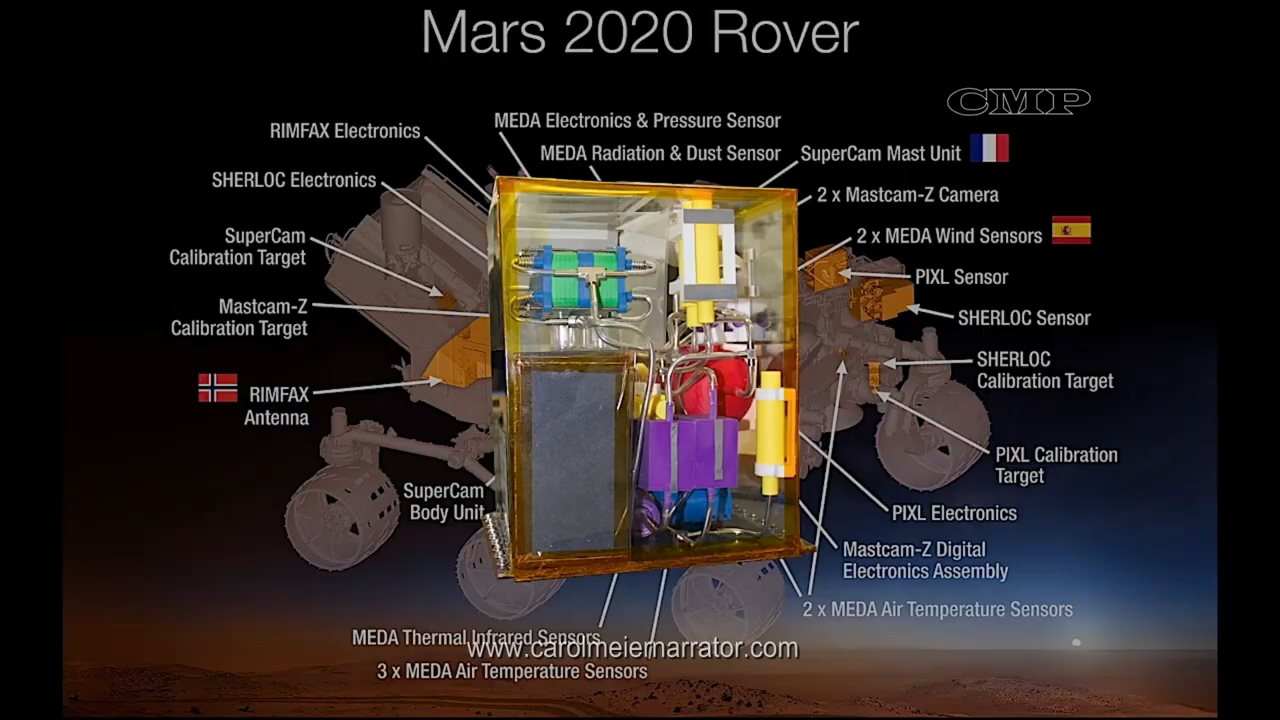 Mars 2020 Rover
CMP
MEDA Electronics & Pressure Sensor
RIMFAX Electronics
MEDA Radiation & Dust Sensor
SuperCam Mast Unit
SHERLOC Electronics
2 x Mastcam-Z Camera
SuperCam
Calibration Target
2 x MEDA Wind Sensors
PIXL Sensor
Mastcam-Z
Calibration Target
SHERLOC Sensor
SHERLOC
Calibration Target
RIMFAX
Antenna
PIXL Calibration
Target
SuperCam
Body Unit
PIXL Electronics
Mastcam-Z Digital
Electronics Assembly
2 x MEDA Air Temperature Sensors
MEDA Thermal Infrared Sensors
www.carolmeiernarrator.com
3 x MEDA Air Temperature Sensors